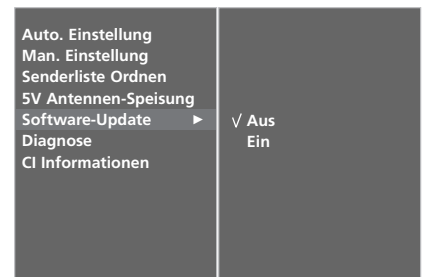 Auto. Einstellung
Man. Einstellung
Senderliste Ordnen
5V Antennen-Speisung
Software-Update ►
Diagnose
CI Informationen
√ Aus
Ein